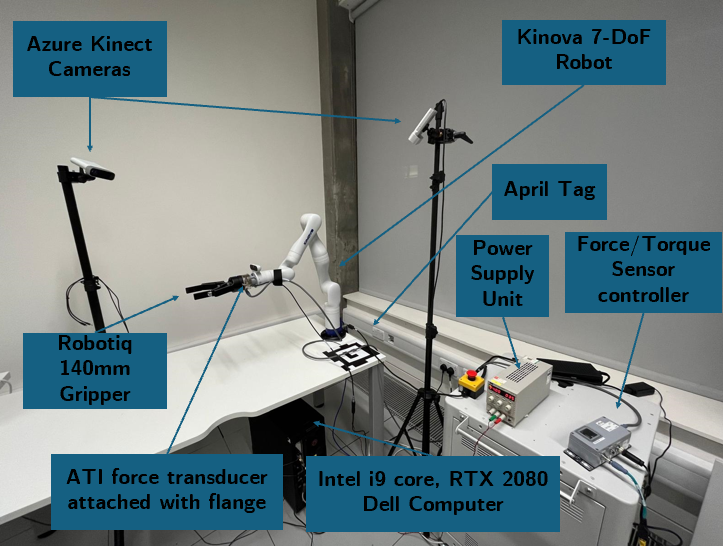 Azure Kinect
Cameras
Kinova 7-DoF
Robot
April Tag
Power
Supply
Unit
Force/Torque
Sensor
controller
Robotiq
140mm
Gripper
ATI force transducer
attached with flange
Intel i9 core, RTX 2080
Dell Computer